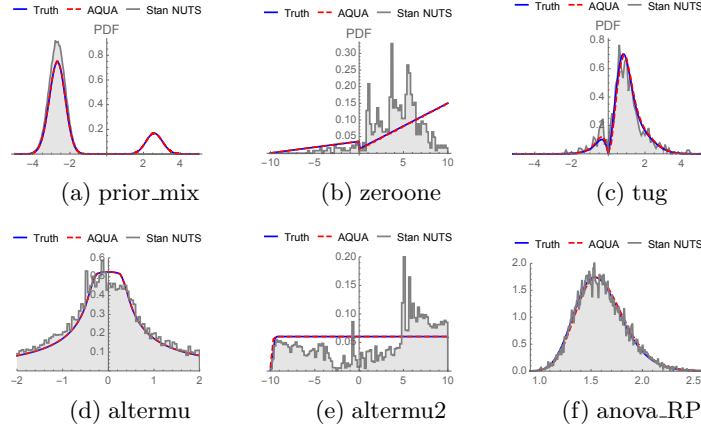 Truth AQUA Stan NUTS Truth AQUA Stan NUTS Truth AQUA Stan NUTS
PDF PDF PDF
0.8 0.30 0.8
0.25
0.6 0.20 0.6
0.4 0.15 0.4
0.10
0.2 0.05 0.2
−4 −2 0 2 4 −10 −5 0 5 10 −4 −2 0 2 4
(a) prior_mix (b) zeroone (c) tug
Truth AQUA Stan NUTS Truth AQUA Stan NUTS Truth AQUA Stan NUTS
0.6 0.20 2.0
0.5 0.15 1.5
0.4
0.3 0.10 1.0
0.2 0.05 0.5
0.1 0.0
−2 −1 0 1 2 −10 −5 0 5 10 1.0 1.5 2.0 2.5
(d) altermu (e) altermu2 (f) anova_RP